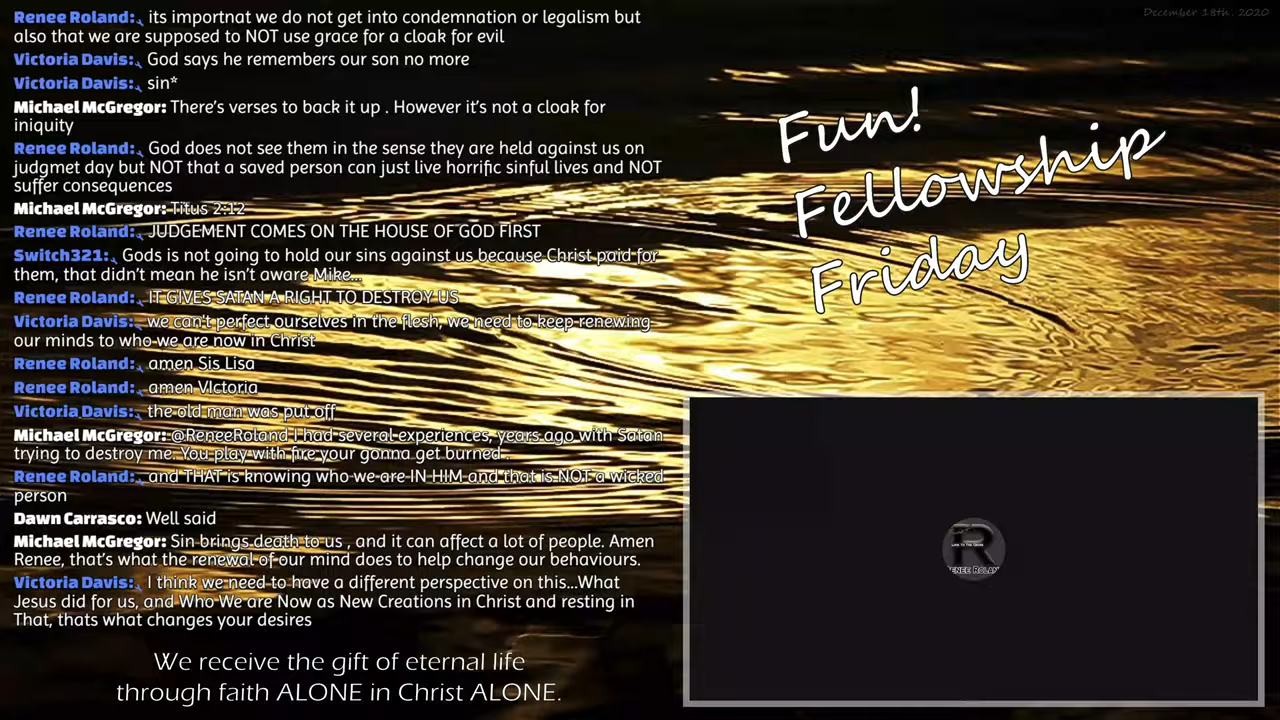 Renee Roland: its importnat we do not get into condemnation or legalism but
also that we are supposed to NOT use grace for a cloak for evil
Victoria Davis: God says he remembers our son no more
Victoria Davis: sin*
Michael McGregor: There's verses to back it up . However it's not a cloak for
iniquity
Renee Roland: God does not see them in the sense they are held against us on
judgmet day but NOT that a saved person can just live horrific sinful lives and NOT
suffer consequences
Michael McGregor: Titus 2:12
Renee Roland: JUDGEMENT COMES ON THE HOUSE OF GOD FIRST
Switch321: Gods is not going to hold our sins against us because Christ paid for
them, that didn't mean he isn't aware Mike...
Renee Roland: IT GIVES SATAN A RIGHT TO DESTROY US
Victoria Davis: we can't perfect ourselves in the flesh, we need to keep renewing
our minds to who we are now in Christ
Renee Roland: amen Sis Lisa
Renee Roland: amen VIctoria
Victoria Davis: the old man was put off
Michael McGregor: @ReneeRoland I had several experiences, years ago with Satan
trying to destroy me. You play with fire your gonna get burned .
Renee Roland: and THAT is knowing who we are IN HIM and that is NOT a wicked
person
Dawn Carrasco: Well said
Michael McGregor: Sin brings death to us , and it can affect a lot of people. Amen
Renee, that's what the renewal of our mind does to help change our behaviours.
Victoria Davis: I think we need to have a different perspective on this...What
Jesus did for us, and Who We are Now as New Creations in Christ and resting in
That, thats what changes your desires
We receive the gift of eternal life
through faith ALONE in Christ ALONE.
December 18th, 2020
Fun!
Fellowship
Friday
R